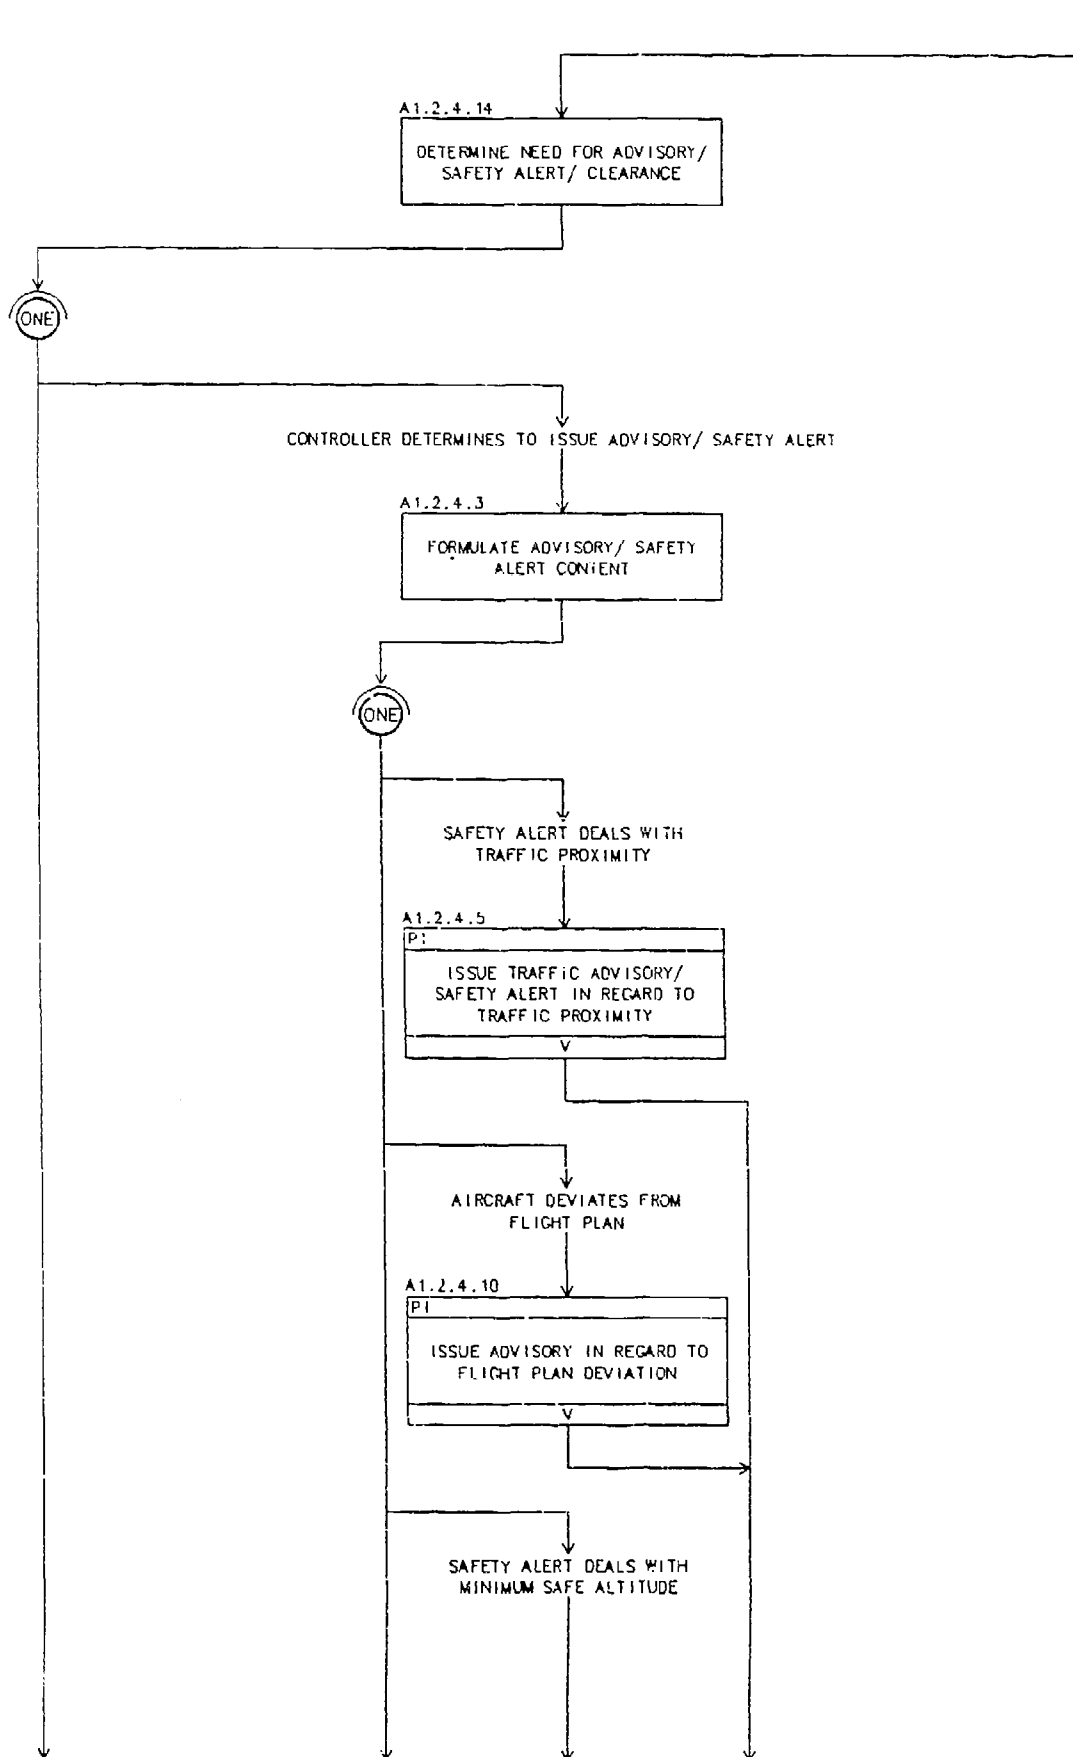 A1.2.4.14
DETERMINE NEED FOR ADVISORY/
SAFETY ALERT/ CLEARANCE
ONE
CONTROLLER DETERMINES TO ISSUE ADVISORY/ SAFETY ALERT
A1.2.4.3
FORMULATE ADVISORY/ SAFETY
ALERT CONTENT
ONE
SAFETY ALERT DEALS WITH
TRAFFIC PROXIMITY
A1.2.4.5
P1
ISSUE TRAFFIC ADVISORY/
SAFETY ALERT IN REGARD TO
TRAFFIC PROXIMITY
V
AIRCRAFT DEVIATES FROM
FLIGHT PLAN
A1.2.4.10
P1
ISSUE ADVISORY IN REGARD TO
FLIGHT PLAN DEVIATION
V
SAFETY ALERT DEALS WITH
MINIMUM SAFE ALTITUDE